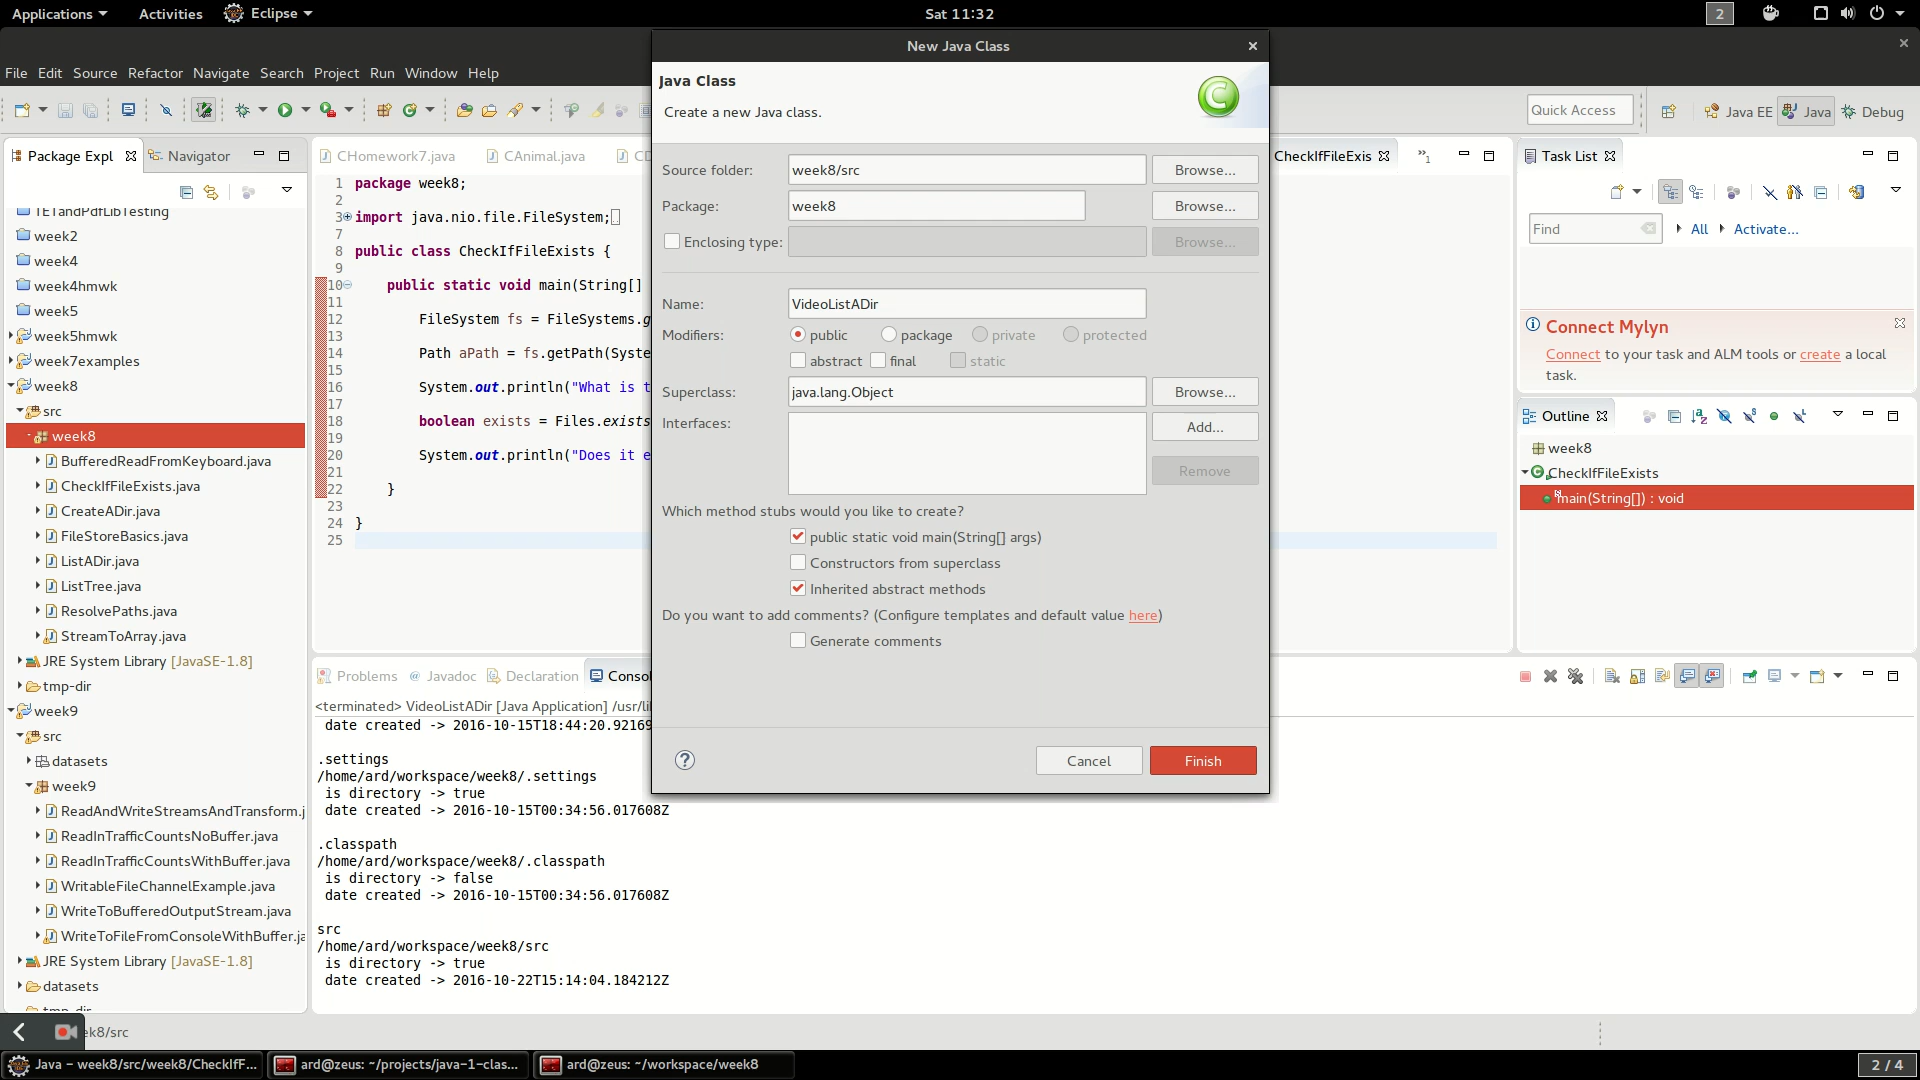 Applications Activities Eclipse Sat 11:32 2
New Java Class
File Edit Source Refactor Navigate Search Project Run Window Help
Java Class
Create a new Java class.
Quick Access Java EE Java Debug
Package Expl Navigator
CHomework7.java CAnimal.java CheckIfFileExis »1
Task List
TETandPdfLibTesting
week2
week4
week4hmwk
week5
week5hmwk
week7examples
week8
src
week8
BufferedReadFromKeyboard.java
CheckIfFileExists.java
CreateADir.java
FileStoreBasics.java
ListADir.java
ListTree.java
ResolvePaths.java
StreamToArray.java
JRE System Library [JavaSE-1.8]
tmp-dir
week9
src
datasets
week9
ReadAndWriteStreamsAndTransform.j
ReadInTrafficCountsNoBuffer.java
ReadInTrafficCountsWithBuffer.java
WritableFileChannelExample.java
WriteToBufferedOutputStream.java
WriteToFileFromConsoleWithBuffer.ja
JRE System Library [JavaSE-1.8]
datasets
1 package week8;
2
3 import java.nio.file.FileSystem;
7
8 public class CheckIfFileExists {
9
10 public static void main(String[]
11
12 FileSystem fs = FileSystems.g
13
14 Path aPath = fs.getPath(Syste
15
16 System.out.println("What is t
17
18 boolean exists = Files.exists
19
20 System.out.println("Does it e
21
22 }
23
24 }
25
Source folder: week8/src Browse...
Package: week8 Browse...
Enclosing type: Browse...
Name: VideoListADir
Modifiers: public package private protected
abstract final static
Superclass: java.lang.Object Browse...
Interfaces: Add...
Remove
Which method stubs would you like to create?
public static void main(String[] args)
Constructors from superclass
Inherited abstract methods
Do you want to add comments? (Configure templates and default value here)
Generate comments
? Cancel Finish
Find All Activate...
Connect Mylyn
Connect to your task and ALM tools or create a local
task.
Outline
week8
CheckIfFileExists
main(String[]) : void
Problems Javadoc Declaration Conso
<terminated> VideoListADir [Java Application] /usr/li
date created -> 2016-10-15T18:44:20.92169
.settings
/home/ard/workspace/week8/.settings
is directory -> true
date created -> 2016-10-15T00:34:56.017608Z
.classpath
/home/ard/workspace/week8/.classpath
is directory -> false
date created -> 2016-10-15T00:34:56.017608Z
src
/home/ard/workspace/week8/src
is directory -> true
date created -> 2016-10-22T15:14:04.184212Z
ek8/src
Java - week8/src/week8/CheckIfF... ard@zeus: ~/projects/java-1-clas... ard@zeus: ~/workspace/week8 2 / 4